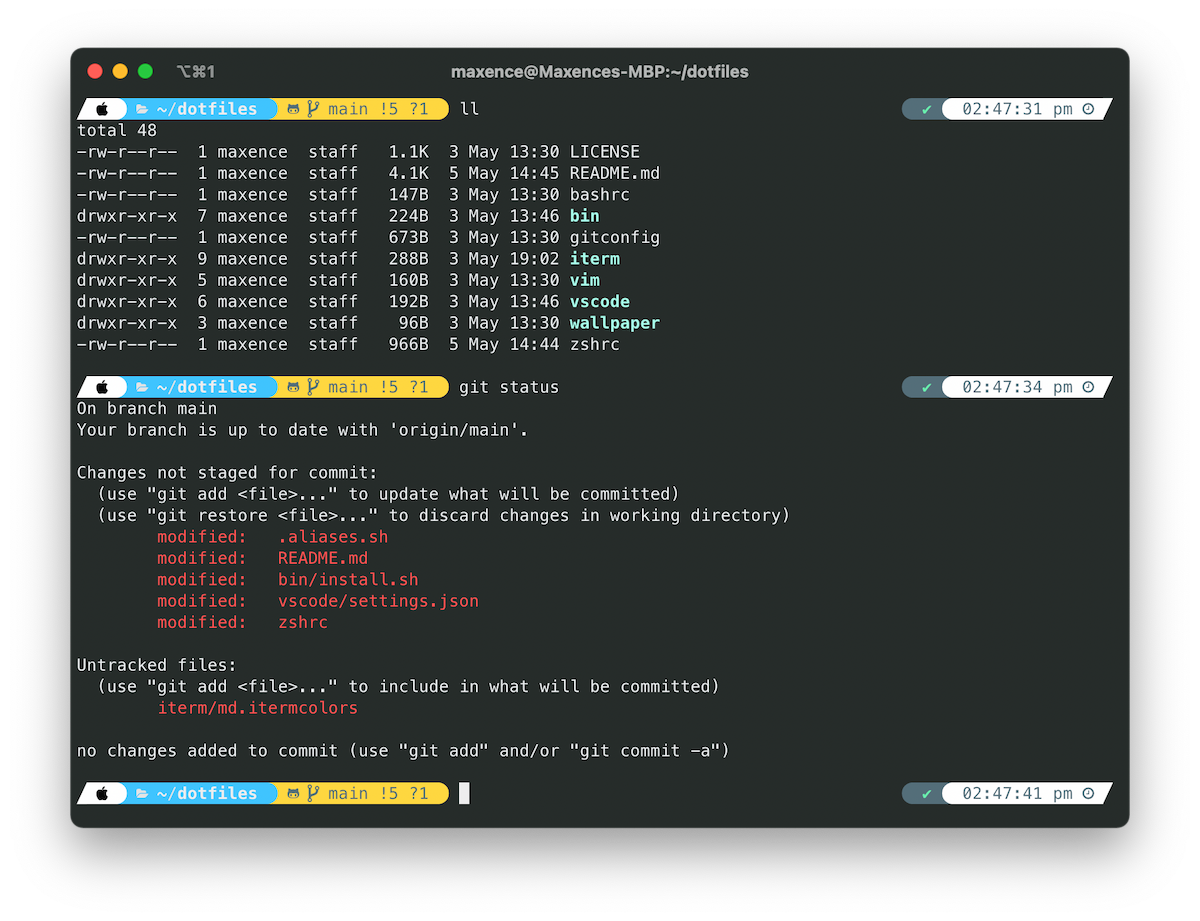 ⌥⌘1 maxence@Maxences-MBP:~/dotfiles
~/dotfiles main !5 ?1 ll ✔ 02:47:31 pm
total 48
-rw-r--r--  1 maxence  staff   1.1K  3 May 13:30 LICENSE
-rw-r--r--  1 maxence  staff   4.1K  5 May 14:45 README.md
-rw-r--r--  1 maxence  staff   147B  3 May 13:30 bashrc
drwxr-xr-x  7 maxence  staff   224B  3 May 13:46 bin
-rw-r--r--  1 maxence  staff   673B  3 May 13:30 gitconfig
drwxr-xr-x  9 maxence  staff   288B  3 May 19:02 iterm
drwxr-xr-x  5 maxence  staff   160B  3 May 13:30 vim
drwxr-xr-x  6 maxence  staff   192B  3 May 13:46 vscode
drwxr-xr-x  3 maxence  staff    96B  3 May 13:30 wallpaper
-rw-r--r--  1 maxence  staff   966B  5 May 14:44 zshrc
~/dotfiles main !5 ?1 git status ✔ 02:47:34 pm
On branch main
Your branch is up to date with 'origin/main'.
Changes not staged for commit:
  (use "git add <file>..." to update what will be committed)
  (use "git restore <file>..." to discard changes in working directory)
        modified:   .aliases.sh
        modified:   README.md
        modified:   bin/install.sh
        modified:   vscode/settings.json
        modified:   zshrc
Untracked files:
  (use "git add <file>..." to include in what will be committed)
        iterm/md.itermcolors
no changes added to commit (use "git add" and/or "git commit -a")
~/dotfiles main !5 ?1 ✔ 02:47:41 pm